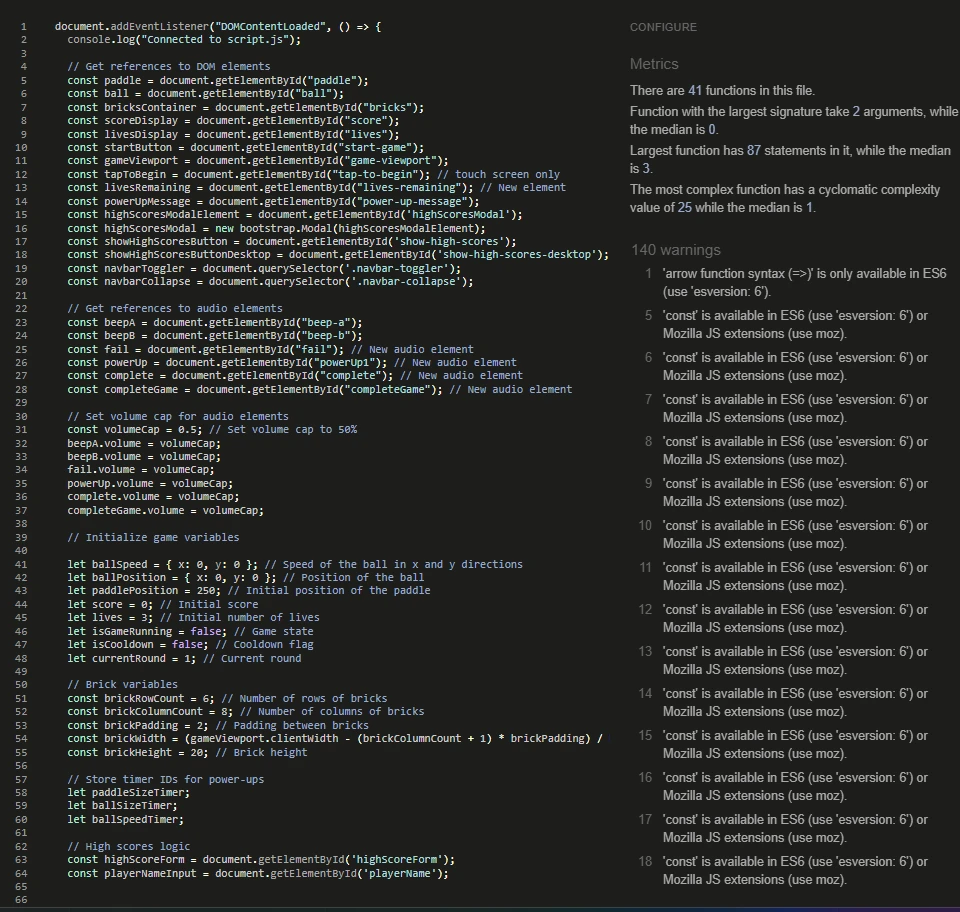 1 document.addEventListener("DOMContentLoaded", () => {
2 console.log("Connected to script.js");
3
4 // Get references to DOM elements
5 const paddle = document.getElementById("paddle");
6 const ball = document.getElementById("ball");
7 const bricksContainer = document.getElementById("bricks");
8 const scoreDisplay = document.getElementById("score");
9 const livesDisplay = document.getElementById("lives");
10 const startButton = document.getElementById("start-game");
11 const gameViewport = document.getElementById("game-viewport");
12 const tapToBegin = document.getElementById("tap-to-begin"); // touch screen only
13 const livesRemaining = document.getElementById("lives-remaining"); // New element
14 const powerUpMessage = document.getElementById("power-up-message");
15 const highScoresModalElement = document.getElementById('highScoresModal');
16 const highScoresModal = new bootstrap.Modal(highScoresModalElement);
17 const showHighScoresButton = document.getElementById('show-high-scores');
18 const showHighScoresButtonDesktop = document.getElementById('show-high-scores-desktop');
19 const navbarToggler = document.querySelector('.navbar-toggler');
20 const navbarCollapse = document.querySelector('.navbar-collapse');
21
22 // Get references to audio elements
23 const beepA = document.getElementById("beep-a");
24 const beepB = document.getElementById("beep-b");
25 const fail = document.getElementById("fail"); // New audio element
26 const powerUp = document.getElementById("powerUp1"); // New audio element
27 const complete = document.getElementById("complete"); // New audio element
28 const completeGame = document.getElementById("completeGame"); // New audio element
29
30 // Set volume cap for audio elements
31 const volumeCap = 0.5; // Set volume cap to 50%
32 beepA.volume = volumeCap;
33 beepB.volume = volumeCap;
34 fail.volume = volumeCap;
35 powerUp.volume = volumeCap;
36 complete.volume = volumeCap;
37 completeGame.volume = volumeCap;
38
39 // Initialize game variables
40
41 let ballSpeed = { x: 0, y: 0 }; // Speed of the ball in x and y directions
42 let ballPosition = { x: 0, y: 0 }; // Position of the ball
43 let paddlePosition = 250; // Initial position of the paddle
44 let score = 0; // Initial score
45 let lives = 3; // Initial number of lives
46 let isGameRunning = false; // Game state
47 let isCooldown = false; // Cooldown flag
48 let currentRound = 1; // Current round
49
50 // Brick variables
51 const brickRowCount = 6; // Number of rows of bricks
52 const brickColumnCount = 8; // Number of columns of bricks
53 const brickPadding = 2; // Padding between bricks
54 const brickWidth = (gameViewport.clientWidth - (brickColumnCount + 1) * brickPadding) /
55 const brickHeight = 20; // Brick height
56
57 // Store timer IDs for power-ups
58 let paddleSizeTimer;
59 let ballSizeTimer;
60 let ballSpeedTimer;
61
62 // High scores logic
63 const highScoreForm = document.getElementById('highScoreForm');
64 const playerNameInput = document.getElementById('playerName');
65
66
CONFIGURE
Metrics
There are 41 functions in this file.
Function with the largest signature take 2 arguments, while
the median is 0.
Largest function has 87 statements in it, while the median
is 3.
The most complex function has a cyclomatic complexity
value of 25 while the median is 1.
140 warnings
1 'arrow function syntax (=>)' is only available in ES6
(use 'esversion: 6').
5 'const' is available in ES6 (use 'esversion: 6') or
Mozilla JS extensions (use moz).
6 'const' is available in ES6 (use 'esversion: 6') or
Mozilla JS extensions (use moz).
7 'const' is available in ES6 (use 'esversion: 6') or
Mozilla JS extensions (use moz).
8 'const' is available in ES6 (use 'esversion: 6') or
Mozilla JS extensions (use moz).
9 'const' is available in ES6 (use 'esversion: 6') or
Mozilla JS extensions (use moz).
10 'const' is available in ES6 (use 'esversion: 6') or
Mozilla JS extensions (use moz).
11 'const' is available in ES6 (use 'esversion: 6') or
Mozilla JS extensions (use moz).
12 'const' is available in ES6 (use 'esversion: 6') or
Mozilla JS extensions (use moz).
13 'const' is available in ES6 (use 'esversion: 6') or
Mozilla JS extensions (use moz).
14 'const' is available in ES6 (use 'esversion: 6') or
Mozilla JS extensions (use moz).
15 'const' is available in ES6 (use 'esversion: 6') or
Mozilla JS extensions (use moz).
16 'const' is available in ES6 (use 'esversion: 6') or
Mozilla JS extensions (use moz).
17 'const' is available in ES6 (use 'esversion: 6') or
Mozilla JS extensions (use moz).
18 'const' is available in ES6 (use 'esversion: 6') or
Mozilla JS extensions (use moz).